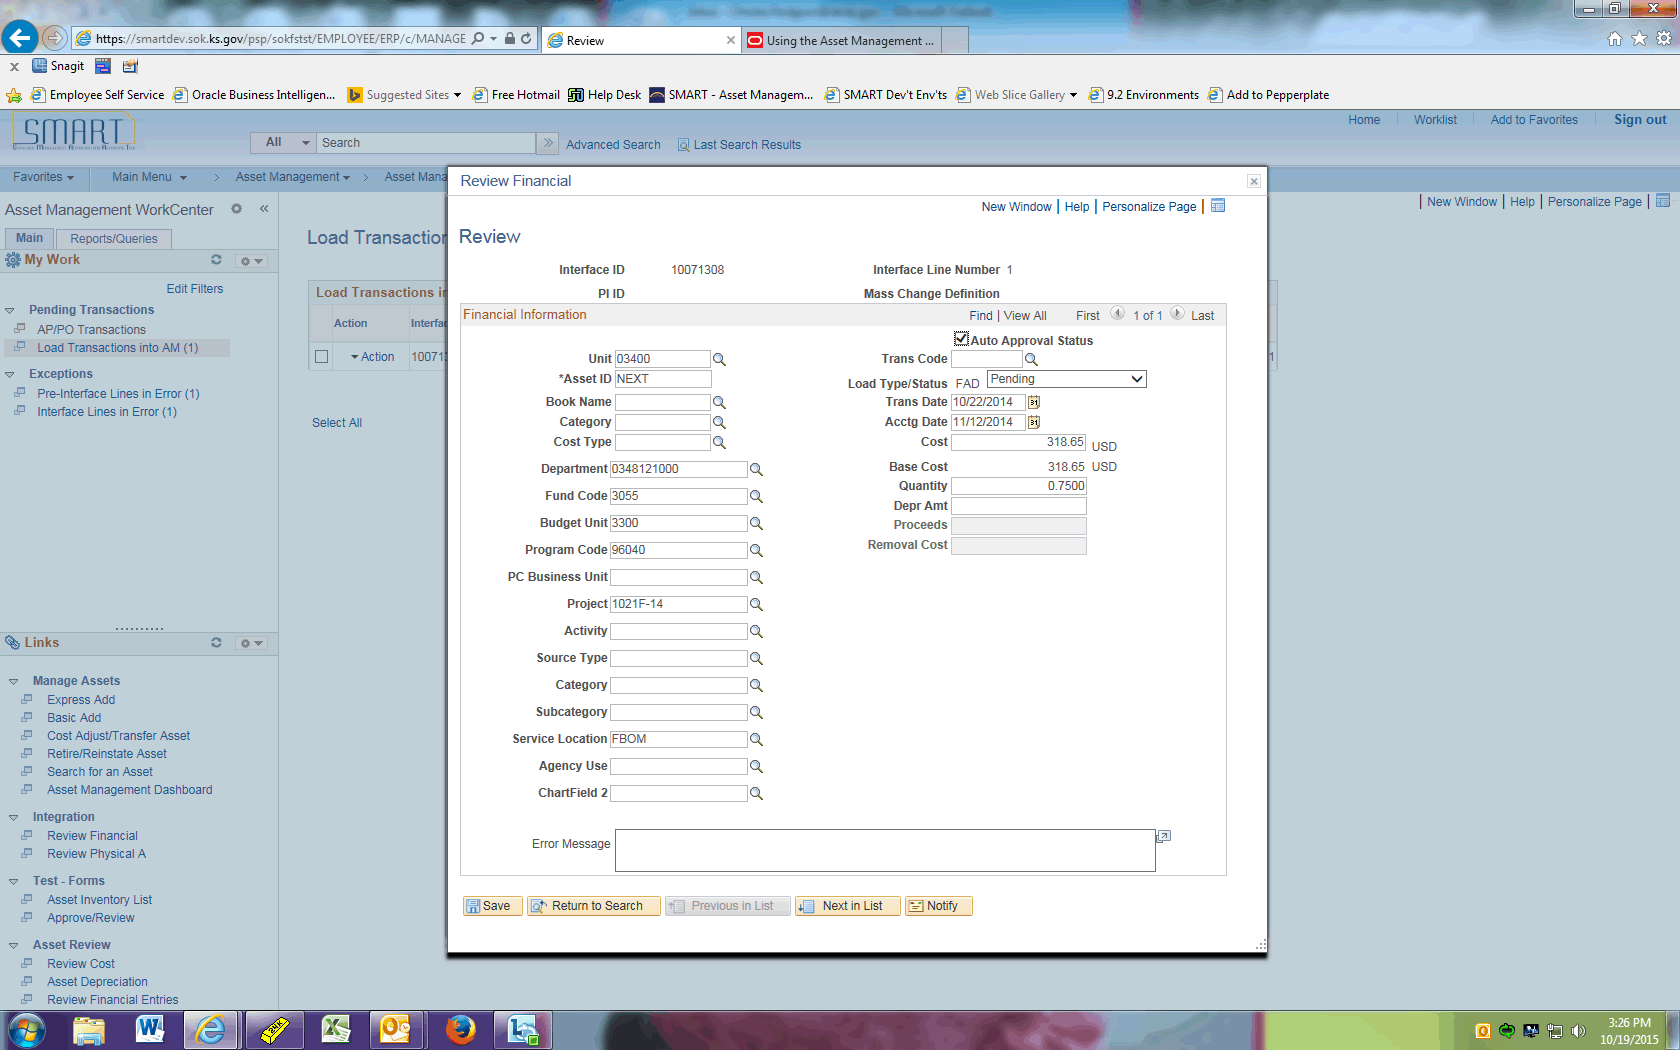 https://smartdev.sok.ks.gov/psp/sokfstst/EMPLOYEE/ERP/c/MANAGE
Review
Using the Asset Management ...
x Snagit
Employee Self Service
Oracle Business Intelligen...
Suggested Sites
Free Hotmail
Help Desk
SMART - Asset Managem...
SMART Dev't Env'ts
Web Slice Gallery
9.2 Environments
Add to Pepperplate
SMART
Home
Worklist
Add to Favorites
Sign out
All
Search
Advanced Search
Last Search Results
Favorites
Main Menu
Asset Management
Asset Mana
New Window | Help | Personalize Page
Asset Management WorkCenter
Main
Reports/Queries
My Work
Edit Filters
Pending Transactions
AP/PO Transactions
Load Transactions into AM (1)
Exceptions
Pre-Interface Lines in Error (1)
Interface Lines in Error (1)
Links
Manage Assets
Express Add
Basic Add
Cost Adjust/Transfer Asset
Retire/Reinstate Asset
Search for an Asset
Asset Management Dashboard
Integration
Review Financial
Review Physical A
Test - Forms
Asset Inventory List
Approve/Review
Asset Review
Review Cost
Asset Depreciation
Review Financial Entries
Load Transaction
Load Transactions in
Action
Interfac
Action
10071
1
Select All
Review Financial
New Window | Help | Personalize Page
Review
Interface ID 10071308
Interface Line Number 1
PI ID
Mass Change Definition
Financial Information
Find | View All First 1 of 1 Last
Auto Approval Status
Unit 03400
Trans Code
*Asset ID NEXT
Load Type/Status FAD Pending
Book Name
Trans Date 10/22/2014 31
Category
Acctg Date 11/12/2014 31
Cost Type
Cost 318.65 USD
Department 0348121000
Base Cost 318.65 USD
Quantity 0.7500
Fund Code 3055
Depr Amt
Budget Unit 3300
Proceeds
Program Code 96040
Removal Cost
PC Business Unit
Project 1021F-14
Activity
Source Type
Category
Subcategory
Service Location FBOM
Agency Use
ChartField 2
Error Message
Save
Return to Search
Previous in List
Next in List
Notify
3:26 PM
10/19/2015